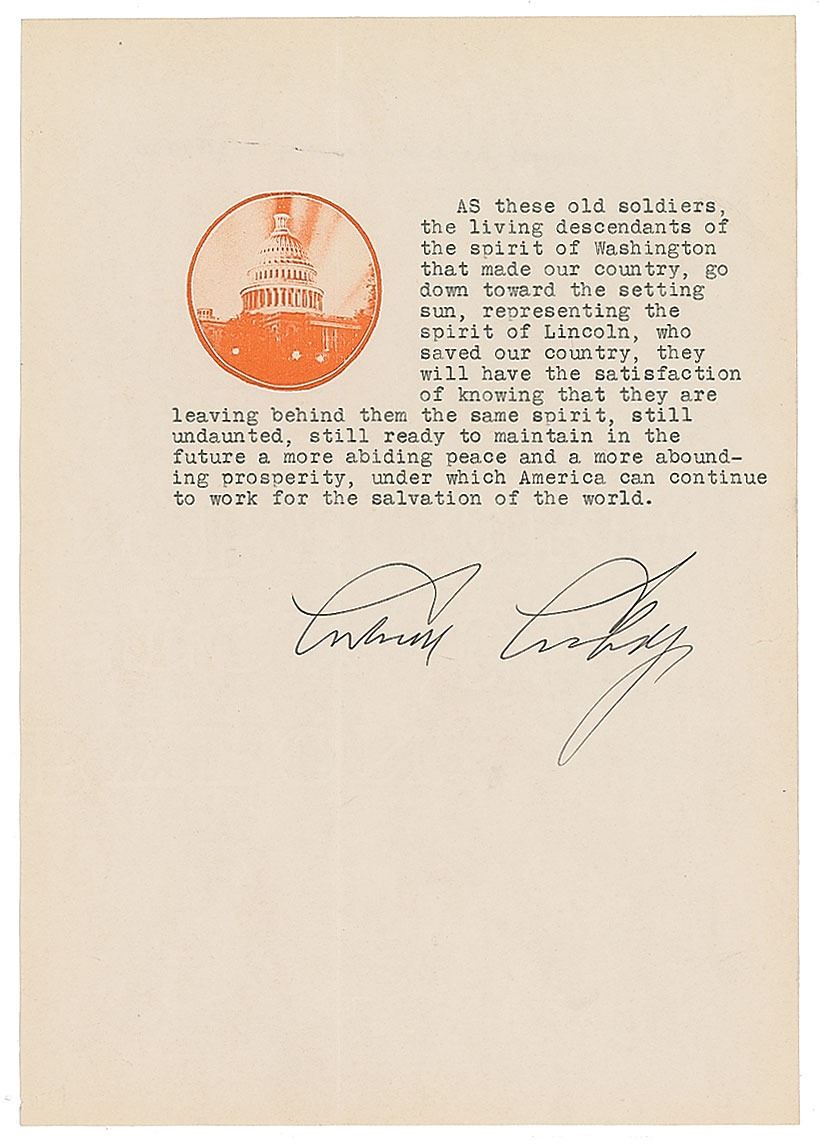 AS these old soldiers,
the living descendants of
the spirit of Washington
that made our country, go
down toward the setting
sun, representing the
spirit of Lincoln, who
saved our country, they
will have the satisfaction
of knowing that they are
leaving behind them the same spirit, still
undaunted, still ready to maintain in the
future a more abiding peace and a more abound-
ing prosperity, under which America can continue
to work for the salvation of the world.